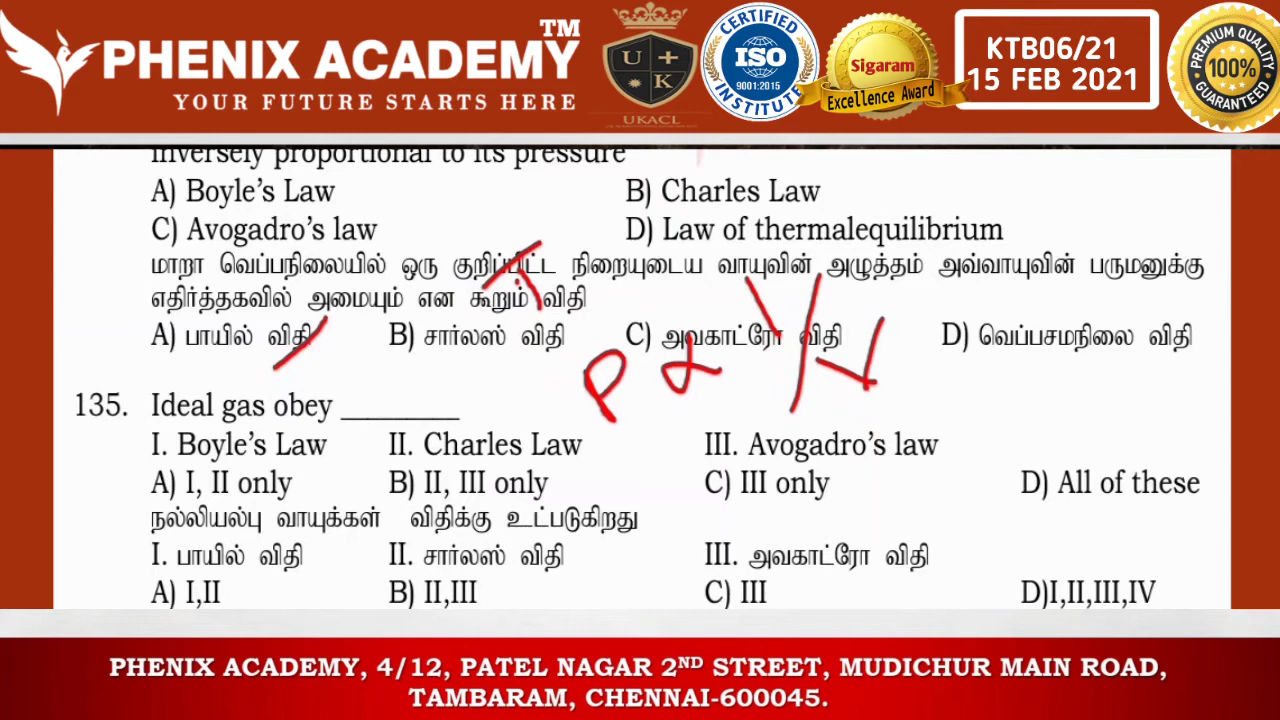 PHENIX ACADEMY TM
YOUR FUTURE STARTS HERE
U + K
UKACL
CERTIFIED
ISO
9001:2015
INSTITUTE
Sigaram
Excellence Award
KTB06/21
15 FEB 2021
PREMIUM QUALITY
100%
GUARANTEED
inversely proportional to its pressure
A) Boyle's Law B) Charles Law
C) Avogadro's law D) Law of thermalequilibrium
மாறா வெப்பநிலையில் ஒரு குறிப்பிட்ட நிறையுடைய வாயுவின் அழுத்தம் அவ்வாயுவின் பருமனுக்கு
எதிர்த்தகவில் அமையும் என கூறும் விதி
A) பாயில் விதி B) சார்லஸ் விதி C) அவகாட்ரோ விதி D) வெப்பசமநிலை விதி
P α 1/V
135. Ideal gas obey ________
I. Boyle's Law II. Charles Law III. Avogadro's law
A) I, II only B) II, III only C) III only D) All of these
நல்லியல்பு வாயுக்கள் விதிக்கு உட்படுகிறது
I. பாயில் விதி II. சார்லஸ் விதி III. அவகாட்ரோ விதி
A) I,II B) II,III C) III D)I,II,III,IV
PHENIX ACADEMY, 4/12, PATEL NAGAR 2ND STREET, MUDICHUR MAIN ROAD,
TAMBARAM, CHENNAI-600045.